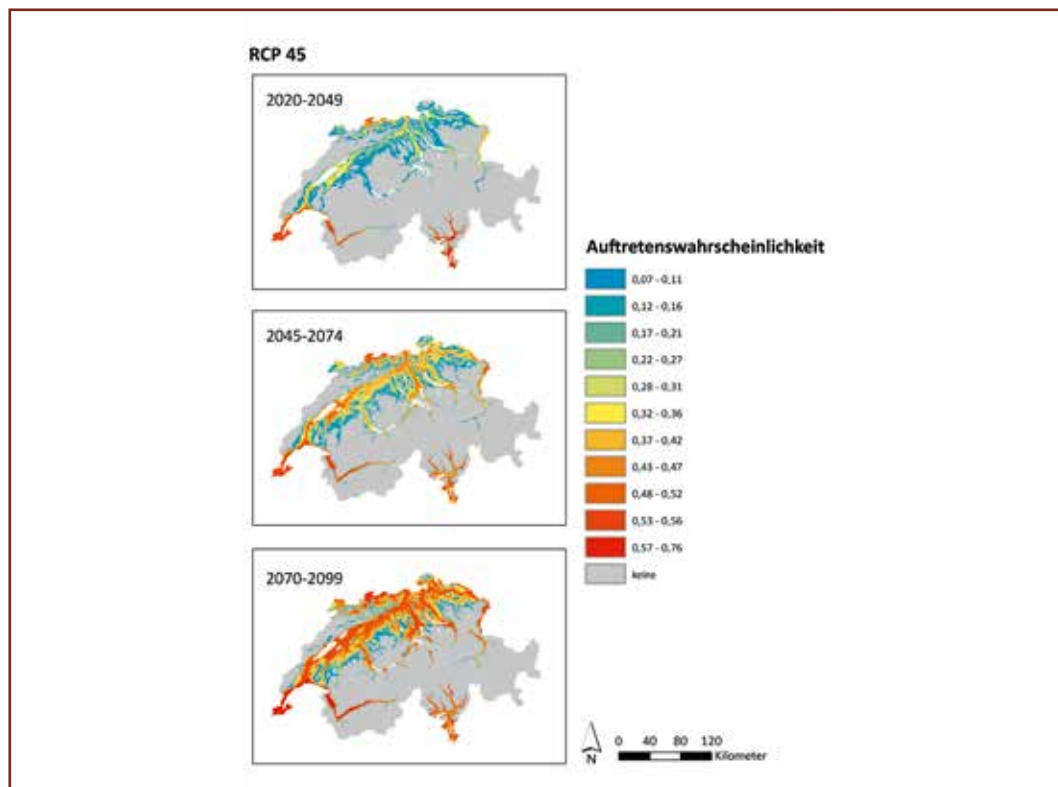 RCP 45
2020-2049
2045-2074
2070-2099
Auftretenswahrscheinlichkeit
0,07 - 0,11
0,12 - 0,16
0,17 - 0,21
0,22 - 0,27
0,28 - 0,31
0,32 - 0,36
0,37 - 0,42
0,43 - 0,47
0,48 - 0,52
0,53 - 0,56
0,57 - 0,76
keine
N
0 40 80 120
Kilometer